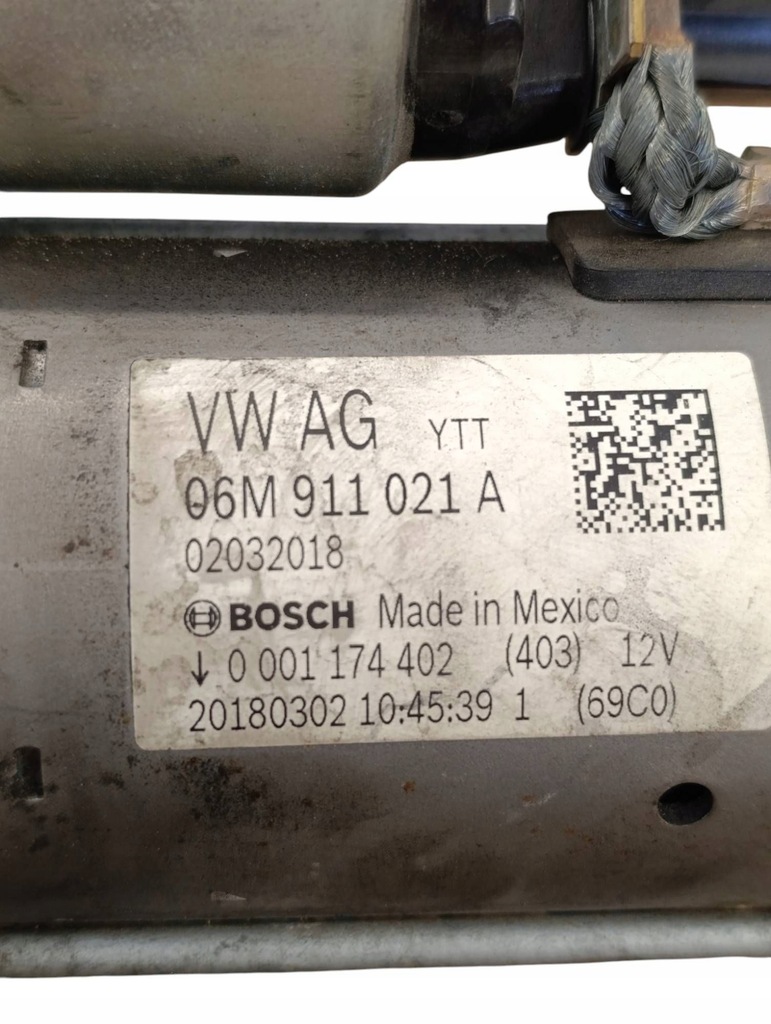 VW AG YTT
06M 911 021 A
02032018
BOSCH Made in Mexico
↓ 0 001 174 402 (403) 12V
20180302 10:45:39 1 (69C0)